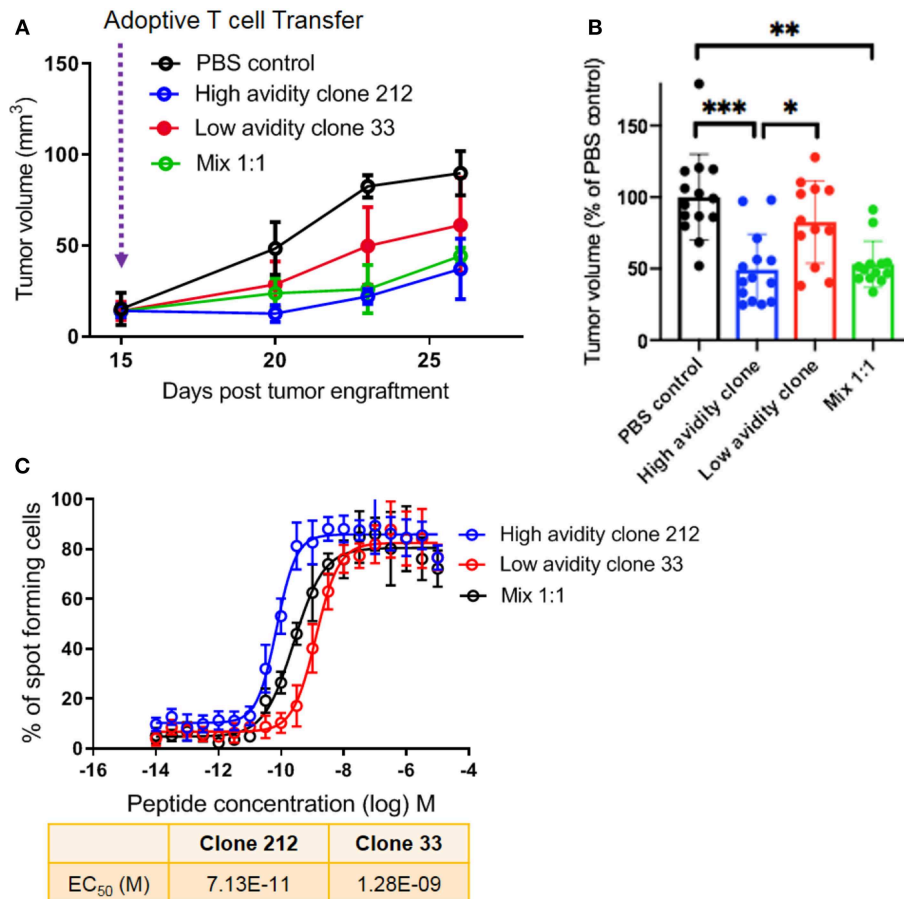 A
Adoptive T cell Transfer
PBS control
High avidity clone 212
Low avidity clone 33
Mix 1:1
Tumor volume (mm³)
150
100
50
0
15
20
25
Days post tumor engraftment
B
**
***
*
Tumor volume (% of PBS control)
150
100
50
0
PBS control
High avidity clone
Low avidity clone
Mix 1:1
C
% of spot forming cells
100
80
60
40
20
0
-16 -14 -12 -10 -8 -6 -4
Peptide concentration (log) M
High avidity clone 212
Low avidity clone 33
Mix 1:1
Clone 212 Clone 33
EC₅₀ (M) 7.13E-11 1.28E-09